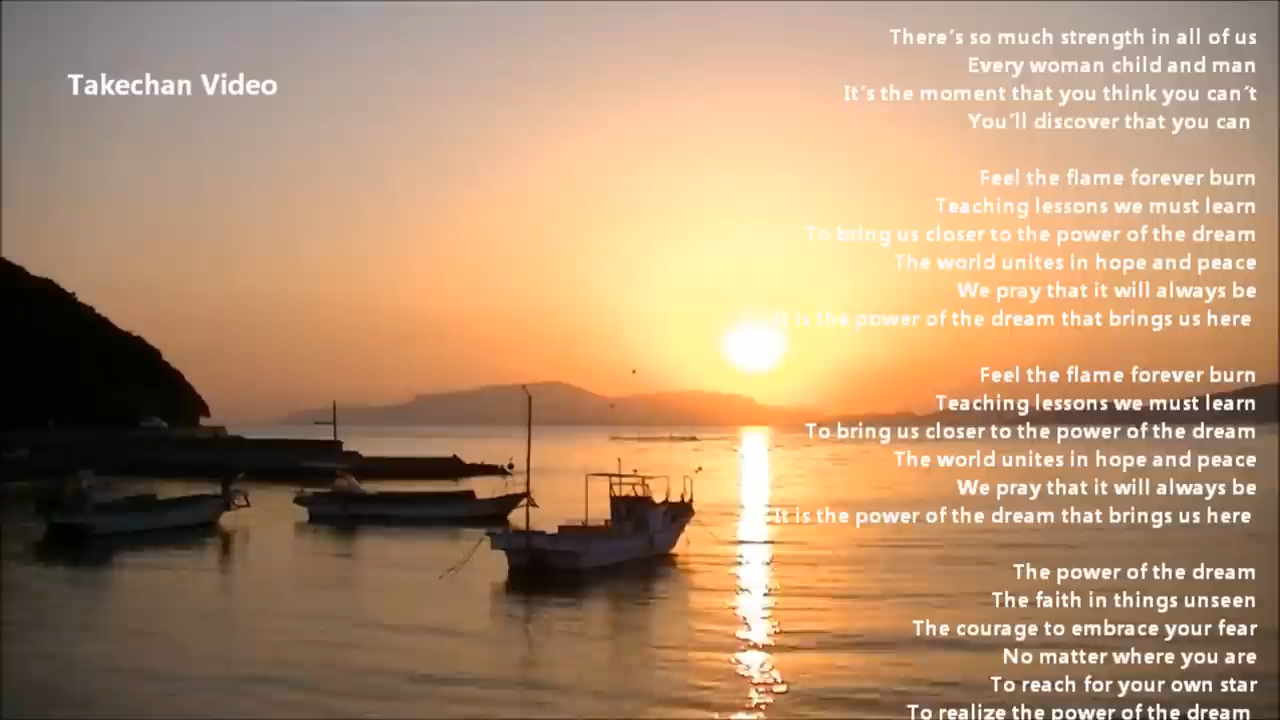 Takechan Video
There's so much strength in all of us
Every woman child and man
It's the moment that you think you can't
You'll discover that you can
Feel the flame forever burn
Teaching lessons we must learn
To bring us closer to the power of the dream
The world unites in hope and peace
We pray that it will always be
It is the power of the dream that brings us here
Feel the flame forever burn
Teaching lessons we must learn
To bring us closer to the power of the dream
The world unites in hope and peace
We pray that it will always be
It is the power of the dream that brings us here
The power of the dream
The faith in things unseen
The courage to embrace your fear
No matter where you are
To reach for your own star
To realize the power of the dream